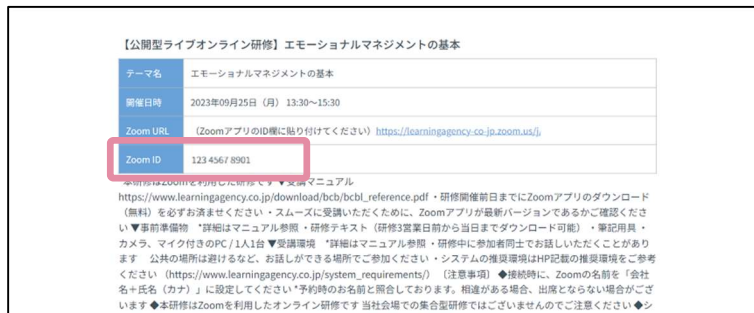 【公開型ライブオンライン研修】エモーショナルマネジメントの基本
テーマ名 エモーショナルマネジメントの基本
開催日時 2023年09月25日（月） 13:30～15:30
Zoom URL （ZoomアプリのID欄に貼り付けてください）https://learningagency-co-jp.zoom.us/j,
Zoom ID 123 4567 8901
本研修はZoomを利用した研修です ▼受講マニュアル
https://www.learningagency.co.jp/download/bcb/bcbl_reference.pdf ・研修開催前日までにZoomアプリのダウンロード
（無料）を必ずお済ませください ・スムーズに受講いただくために、Zoomアプリが最新バージョンであるかご確認くださ
い ▼事前準備物 *詳細はマニュアル参照 ・研修テキスト（研修3営業日前から当日までダウンロード可能） ・筆記用具 ・
カメラ、マイク付きのPC / 1人1台 ▼受講環境 *詳細はマニュアル参照 ・研修中に参加者同士でお話しいただくことがあり
ます 公共の場所は避けるなど、お話しができる場所でご参加ください ・システムの推奨環境はHP記載の推奨環境をご参考
ください （https://www.learningagency.co.jp/system_requirements/） 〔注意事項〕 ◆接続時に、Zoomの名前を「会社
名＋氏名（カナ）」に設定してください *予約時のお名前と照合しております。相違がある場合、出席とならない場合がござ
います ◆本研修はZoomを利用したオンライン研修です 当社会場での集合型研修ではございませんのでご注意ください ◆シ